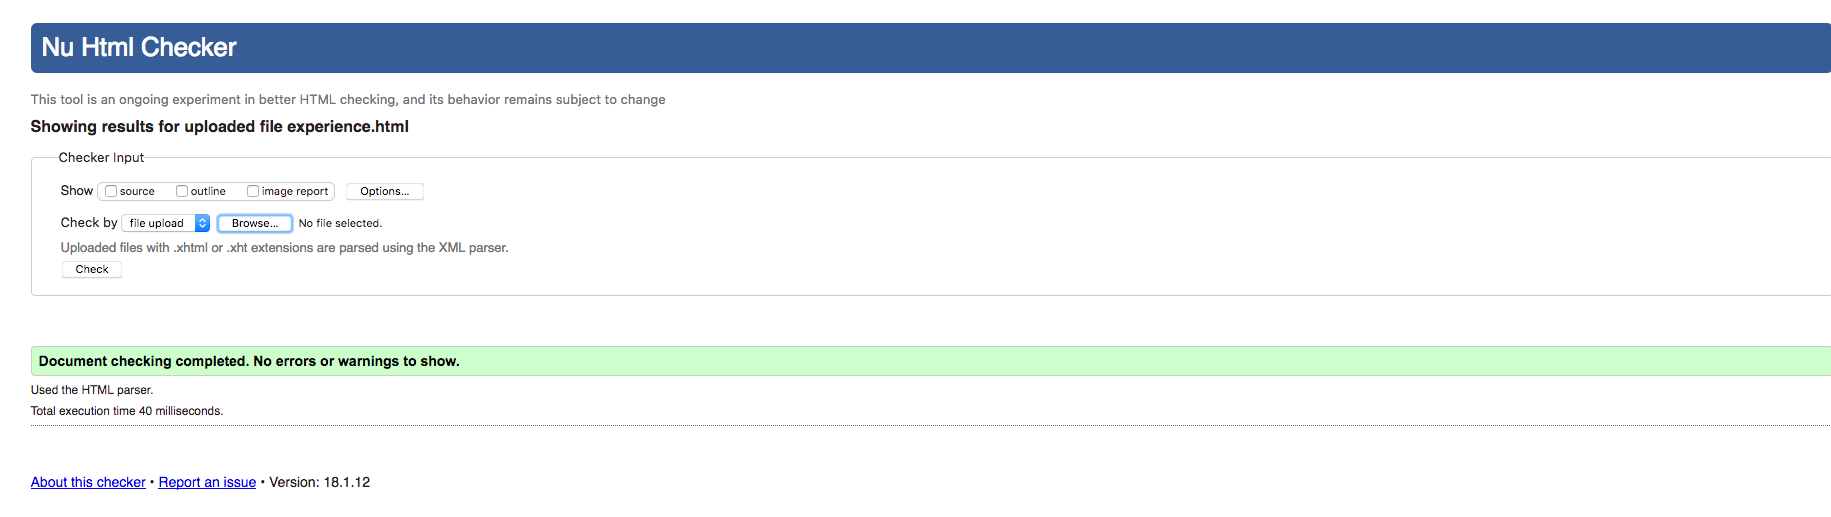 Nu Html Checker
This tool is an ongoing experiment in better HTML checking, and its behavior remains subject to change
Showing results for uploaded file experience.html
Checker Input
Show source outline image report Options...
Check by file upload Browse... No file selected.
Uploaded files with .xhtml or .xht extensions are parsed using the XML parser.
Check
Document checking completed. No errors or warnings to show.
Used the HTML parser.
Total execution time 40 milliseconds.
About this checker • Report an issue • Version: 18.1.12